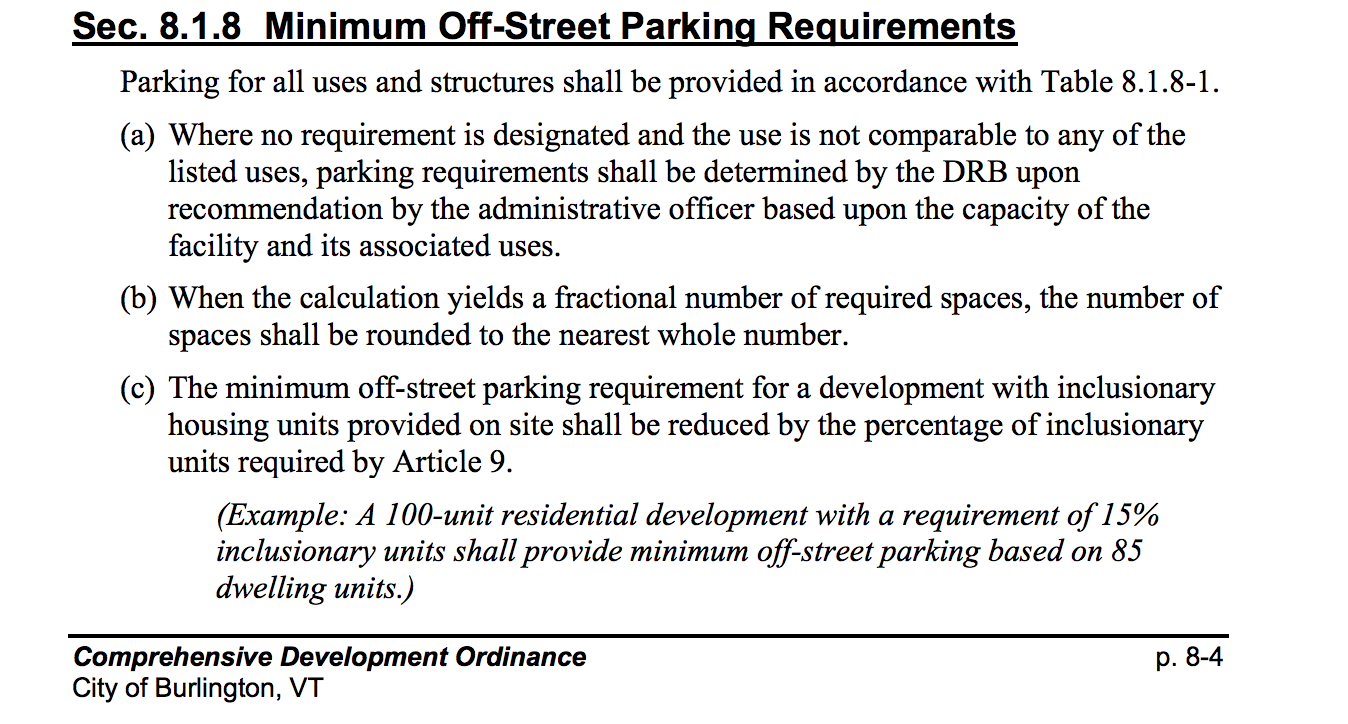 Sec. 8.1.8 Minimum Off-Street Parking Requirements
Parking for all uses and structures shall be provided in accordance with Table 8.1.8-1.
(a) Where no requirement is designated and the use is not comparable to any of the
listed uses, parking requirements shall be determined by the DRB upon
recommendation by the administrative officer based upon the capacity of the
facility and its associated uses.
(b) When the calculation yields a fractional number of required spaces, the number of
spaces shall be rounded to the nearest whole number.
(c) The minimum off-street parking requirement for a development with inclusionary
housing units provided on site shall be reduced by the percentage of inclusionary
units required by Article 9.
(Example: A 100-unit residential development with a requirement of 15%
inclusionary units shall provide minimum off-street parking based on 85
dwelling units.)
Comprehensive Development Ordinance p. 8-4
City of Burlington, VT